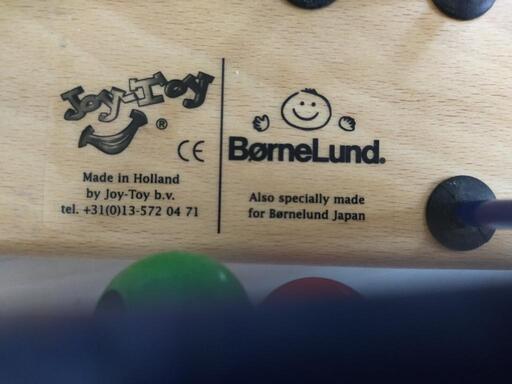 Joy-Toy ®
CE
Made in Holland
by Joy-Toy b.v.
tel. +31(0)13-572 04 71
BørneLund.
Also specially made
for Børnelund Japan